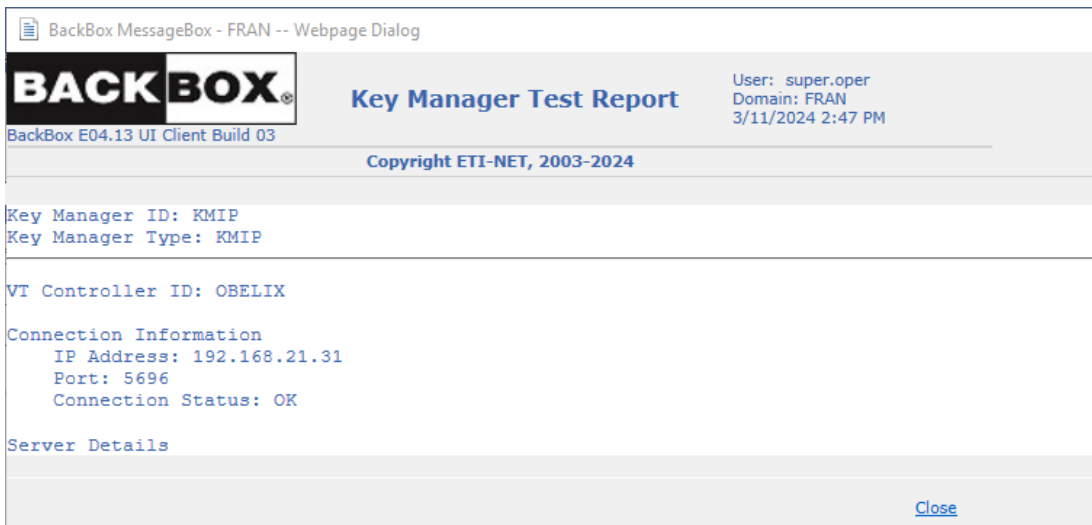 BackBox MessageBox - FRAN -- Webpage Dialog
BACKBOX®
BackBox E04.13 UI Client Build 03
Key Manager Test Report
User: super.oper
Domain: FRAN
3/11/2024 2:47 PM
Copyright ETI-NET, 2003-2024
Key Manager ID: KMIP
Key Manager Type: KMIP
VT Controller ID: OBELIX
Connection Information
IP Address: 192.168.21.31
Port: 5696
Connection Status: OK
Server Details
Close